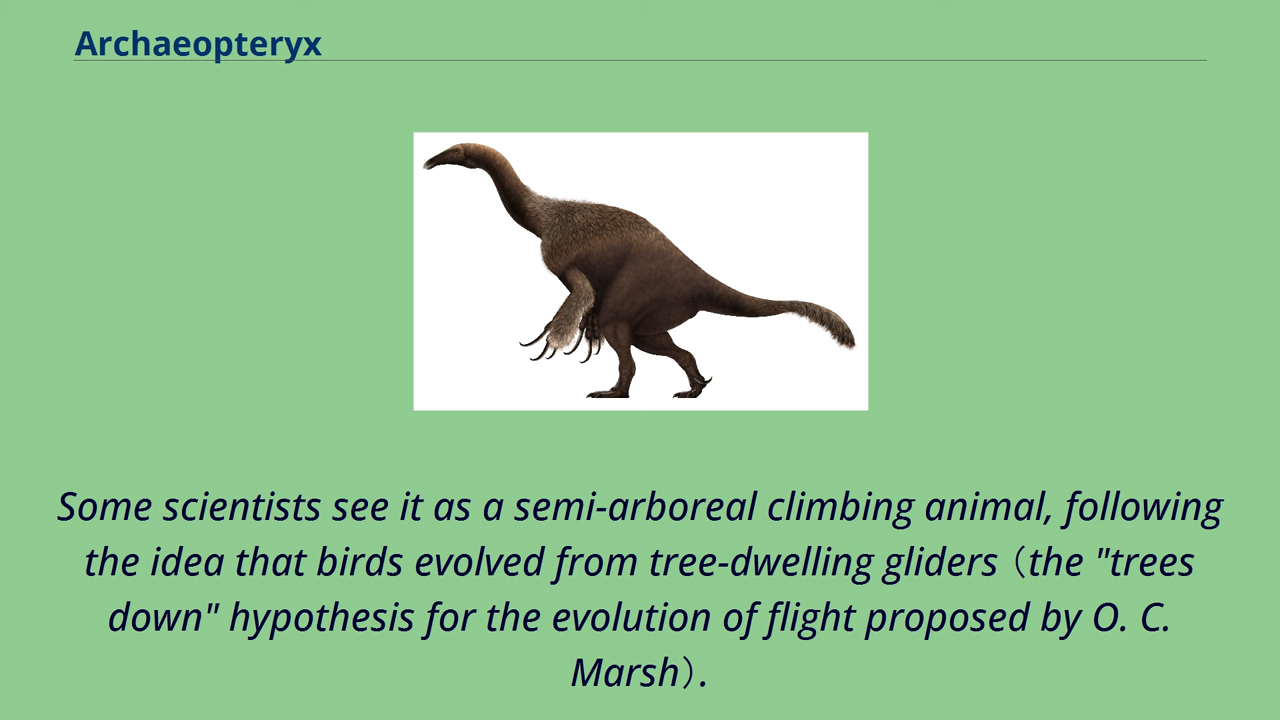 Archaeopteryx
Some scientists see it as a semi-arboreal climbing animal, following
the idea that birds evolved from tree-dwelling gliders（the "trees
down" hypothesis for the evolution of flight proposed by O. C.
Marsh）.